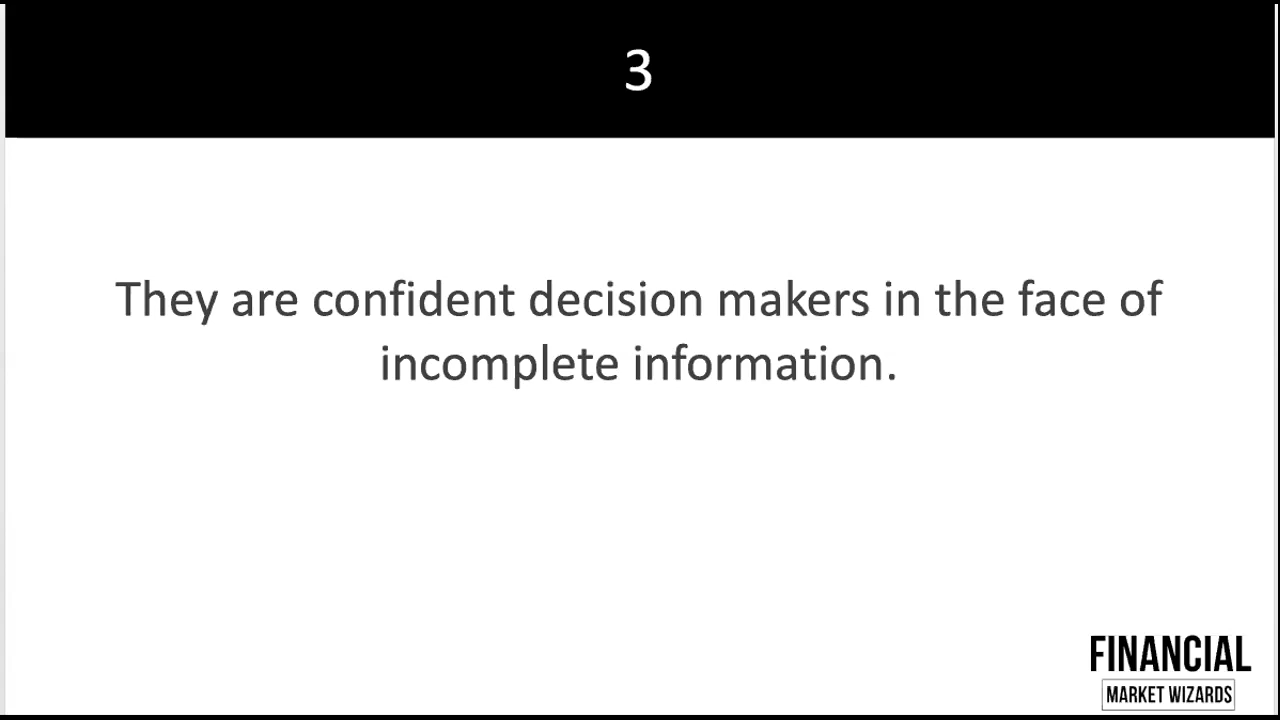 3
They are confident decision makers in the face of
incomplete information.
FINANCIAL
MARKET WIZARDS